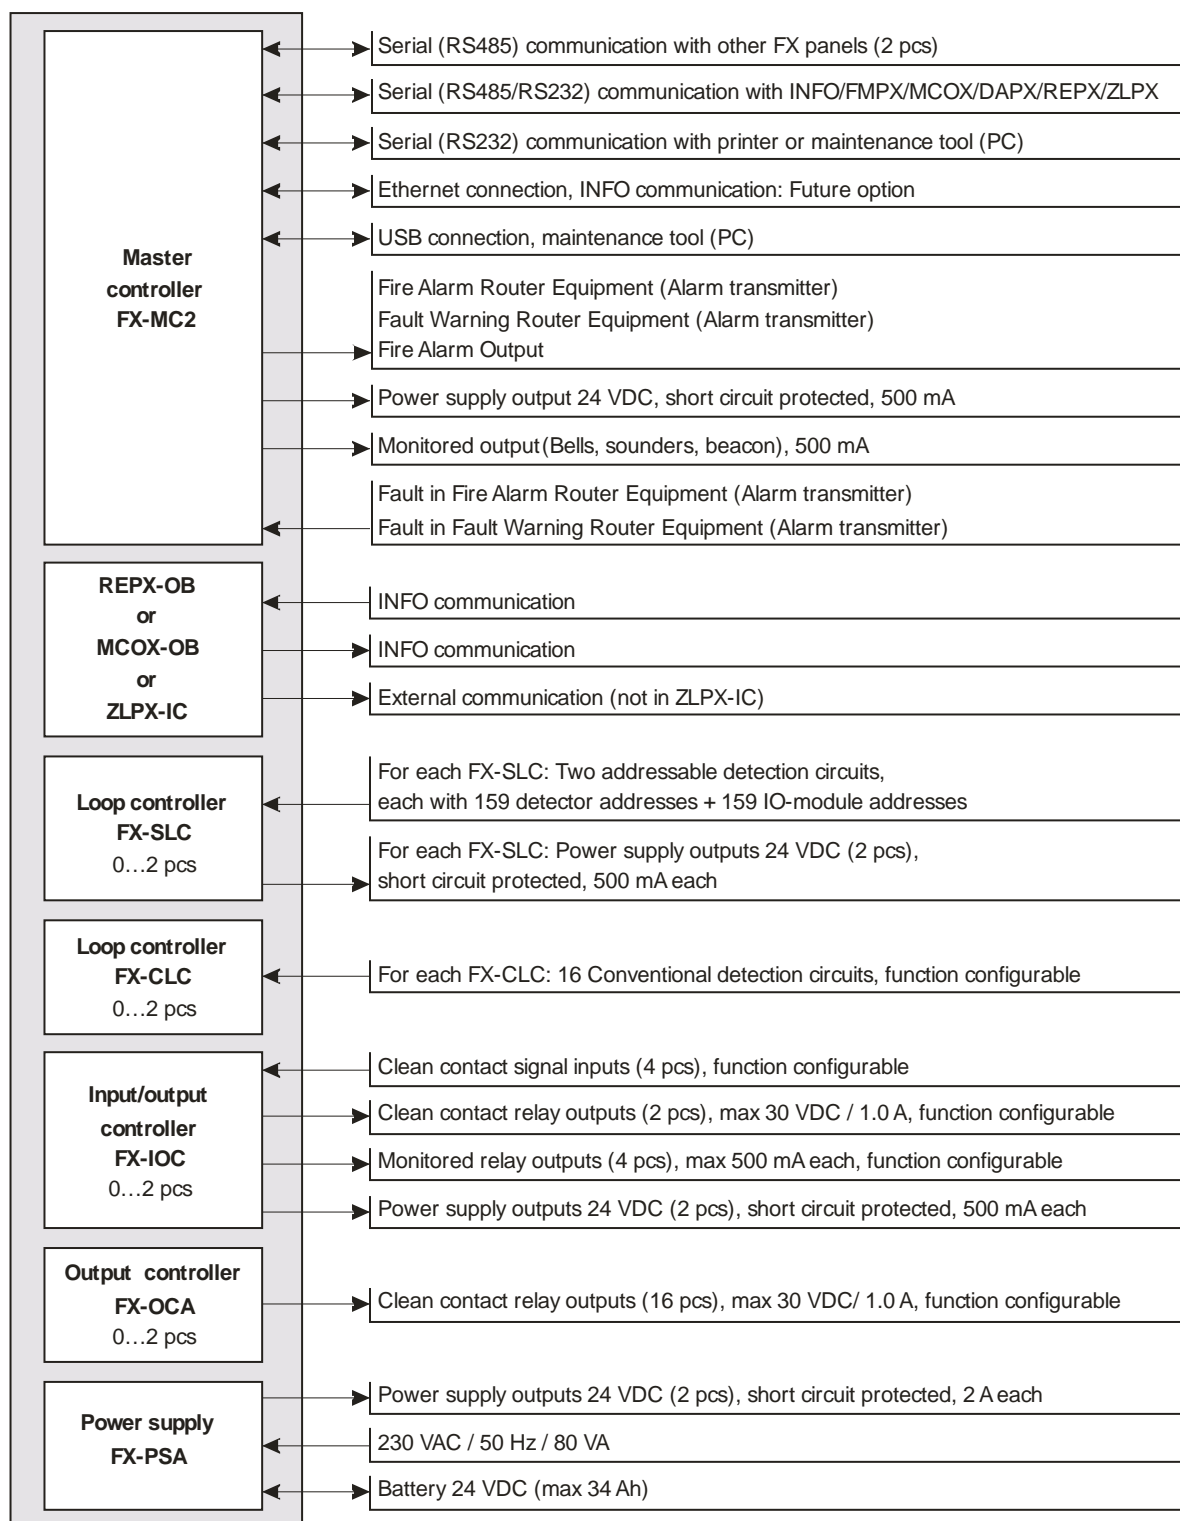 Master
controller
FX-MC2
Serial (RS485) communication with other FX panels (2 pcs)
Serial (RS485/RS232) communication with INFO/FMPX/MCOX/DAPX/REPX/ZLPX
Serial (RS232) communication with printer or maintenance tool (PC)
Ethernet connection, INFO communication: Future option
USB connection, maintenance tool (PC)
Fire Alarm Router Equipment (Alarm transmitter)
Fault Warning Router Equipment (Alarm transmitter)
Fire Alarm Output
Power supply output 24 VDC, short circuit protected, 500 mA
Monitored output (Bells, sounders, beacon), 500 mA
Fault in Fire Alarm Router Equipment (Alarm transmitter)
Fault in Fault Warning Router Equipment (Alarm transmitter)
REPX-OB
or
MCOX-OB
or
ZLPX-IC
INFO communication
INFO communication
External communication (not in ZLPX-IC)
Loop controller
FX-SLC
0…2 pcs
For each FX-SLC: Two addressable detection circuits,
each with 159 detector addresses + 159 IO-module addresses
For each FX-SLC: Power supply outputs 24 VDC (2 pcs),
short circuit protected, 500 mA each
Loop controller
FX-CLC
0…2 pcs
For each FX-CLC: 16 Conventional detection circuits, function configurable
Input/output
controller
FX-IOC
0…2 pcs
Clean contact signal inputs (4 pcs), function configurable
Clean contact relay outputs (2 pcs), max 30 VDC / 1.0 A, function configurable
Monitored relay outputs (4 pcs), max 500 mA each, function configurable
Power supply outputs 24 VDC (2 pcs), short circuit protected, 500 mA each
Output controller
FX-OCA
0…2 pcs
Clean contact relay outputs (16 pcs), max 30 VDC/ 1.0 A, function configurable
Power supply
FX-PSA
Power supply outputs 24 VDC (2 pcs), short circuit protected, 2 A each
230 VAC / 50 Hz / 80 VA
Battery 24 VDC (max 34 Ah)